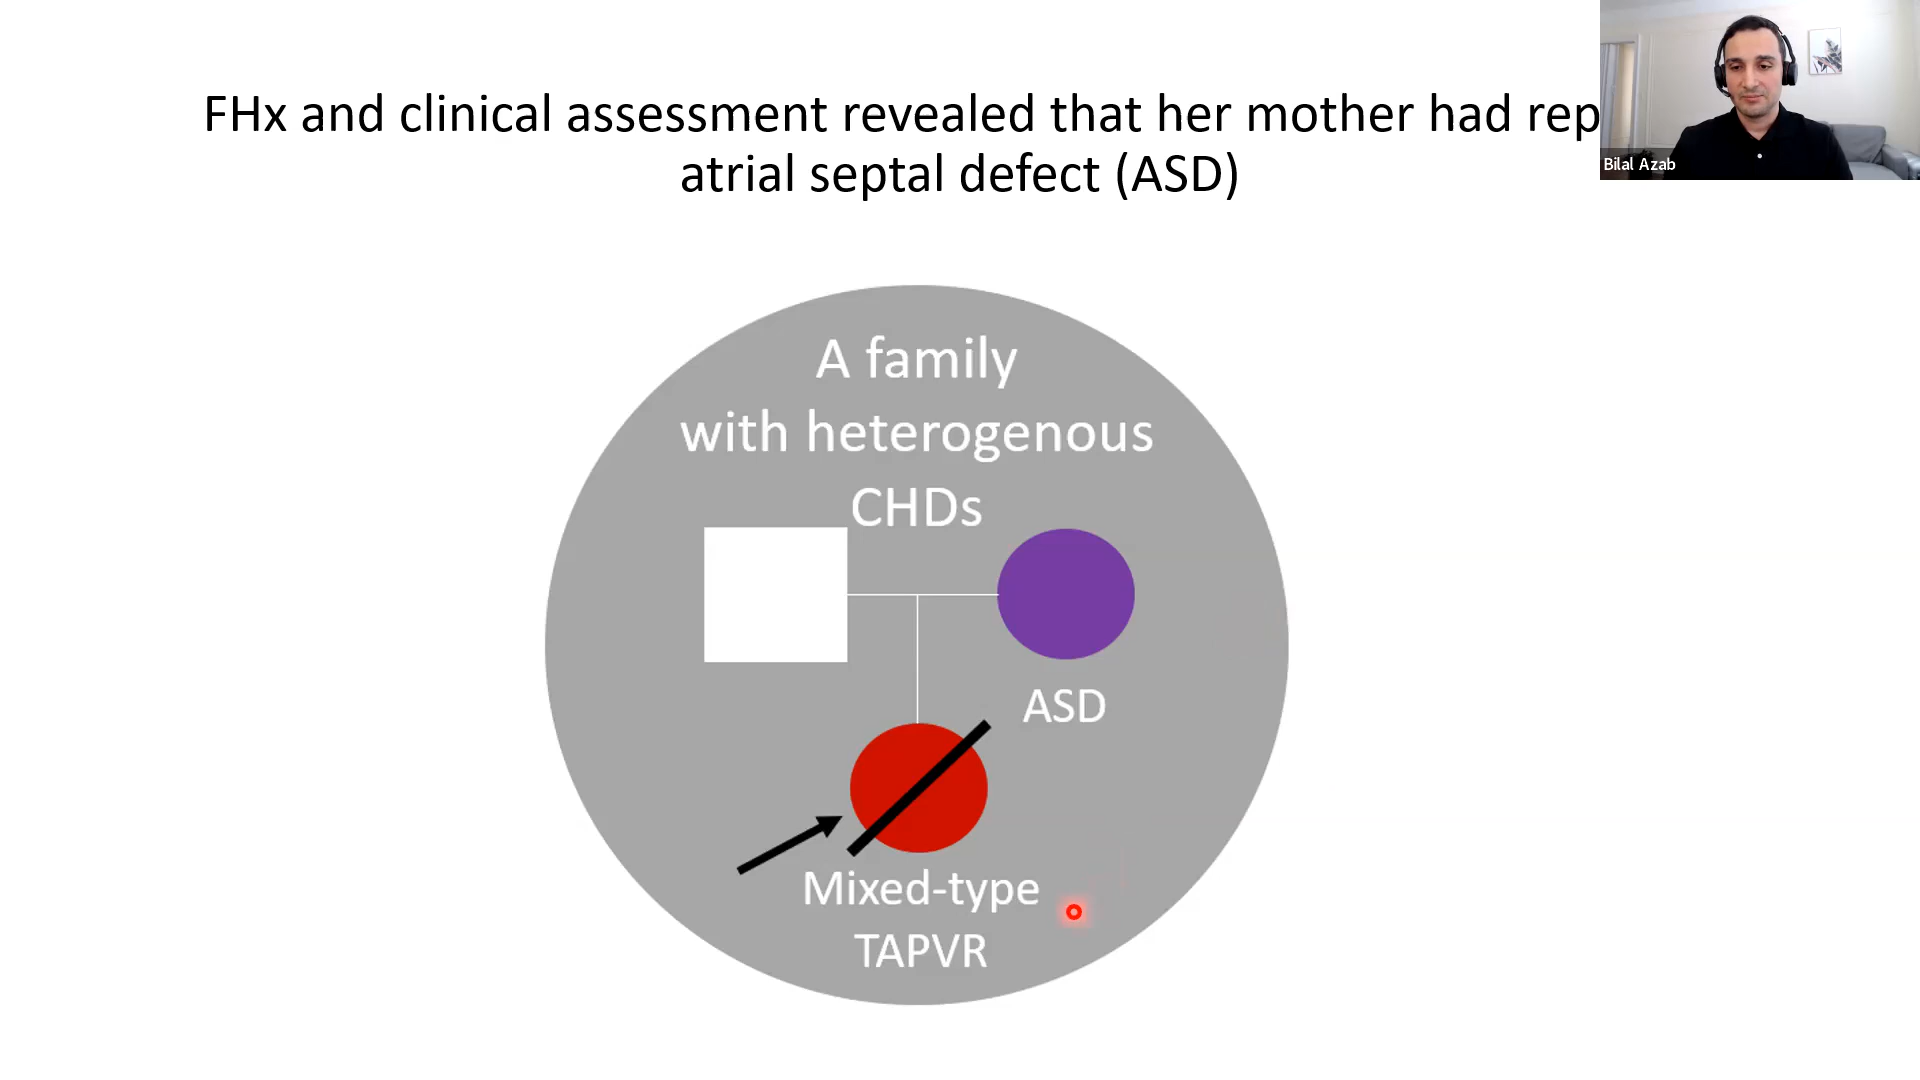 FHx and clinical assessment revealed that her mother had rep
atrial septal defect (ASD)
Bilal Azab
A family
with heterogenous
CHDs
ASD
Mixed-type
TAPVR